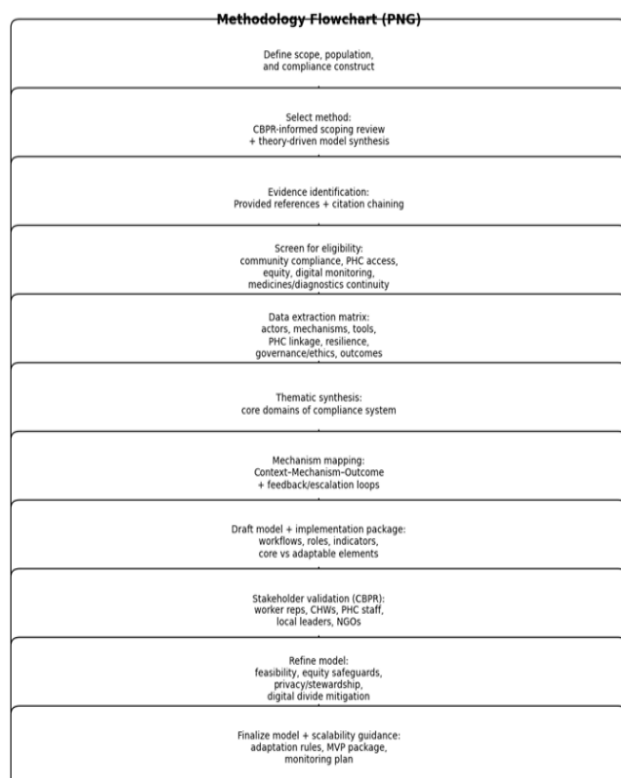 Methodology Flowchart (PNG)
Define scope, population,
and compliance construct
Select method:
CBPR-informed scoping review
+ theory-driven model synthesis
Evidence identification:
Provided references + citation chaining
Screen for eligibility:
community compliance, PHC access,
equity, digital monitoring,
medicines/diagnostics continuity
Data extraction matrix:
actors, mechanisms, tools,
PHC linkage, resilience,
governance/ethics, outcomes
Thematic synthesis:
core domains of compliance system
Mechanism mapping:
Context–Mechanism–Outcome
+ feedback/escalation loops
Draft model + implementation package:
workflows, roles, indicators,
core vs adaptable elements
Stakeholder validation (CBPR):
worker reps, CHWs, PHC staff,
local leaders, NGOs
Refine model:
feasibility, equity safeguards,
privacy/stewardship,
digital divide mitigation
Finalize model + scalability guidance:
adaptation rules, MVP package,
monitoring plan